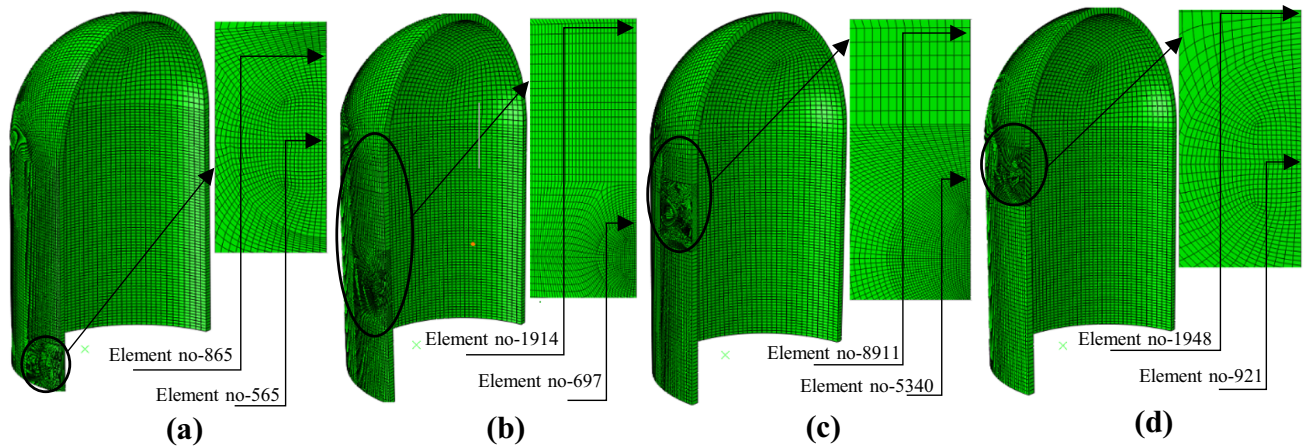 Element no-865
Element no-565
(a)
Element no-1914
Element no-697
(b)
Element no-8911
Element no-5340
(c)
Element no-1948
Element no-921
(d)